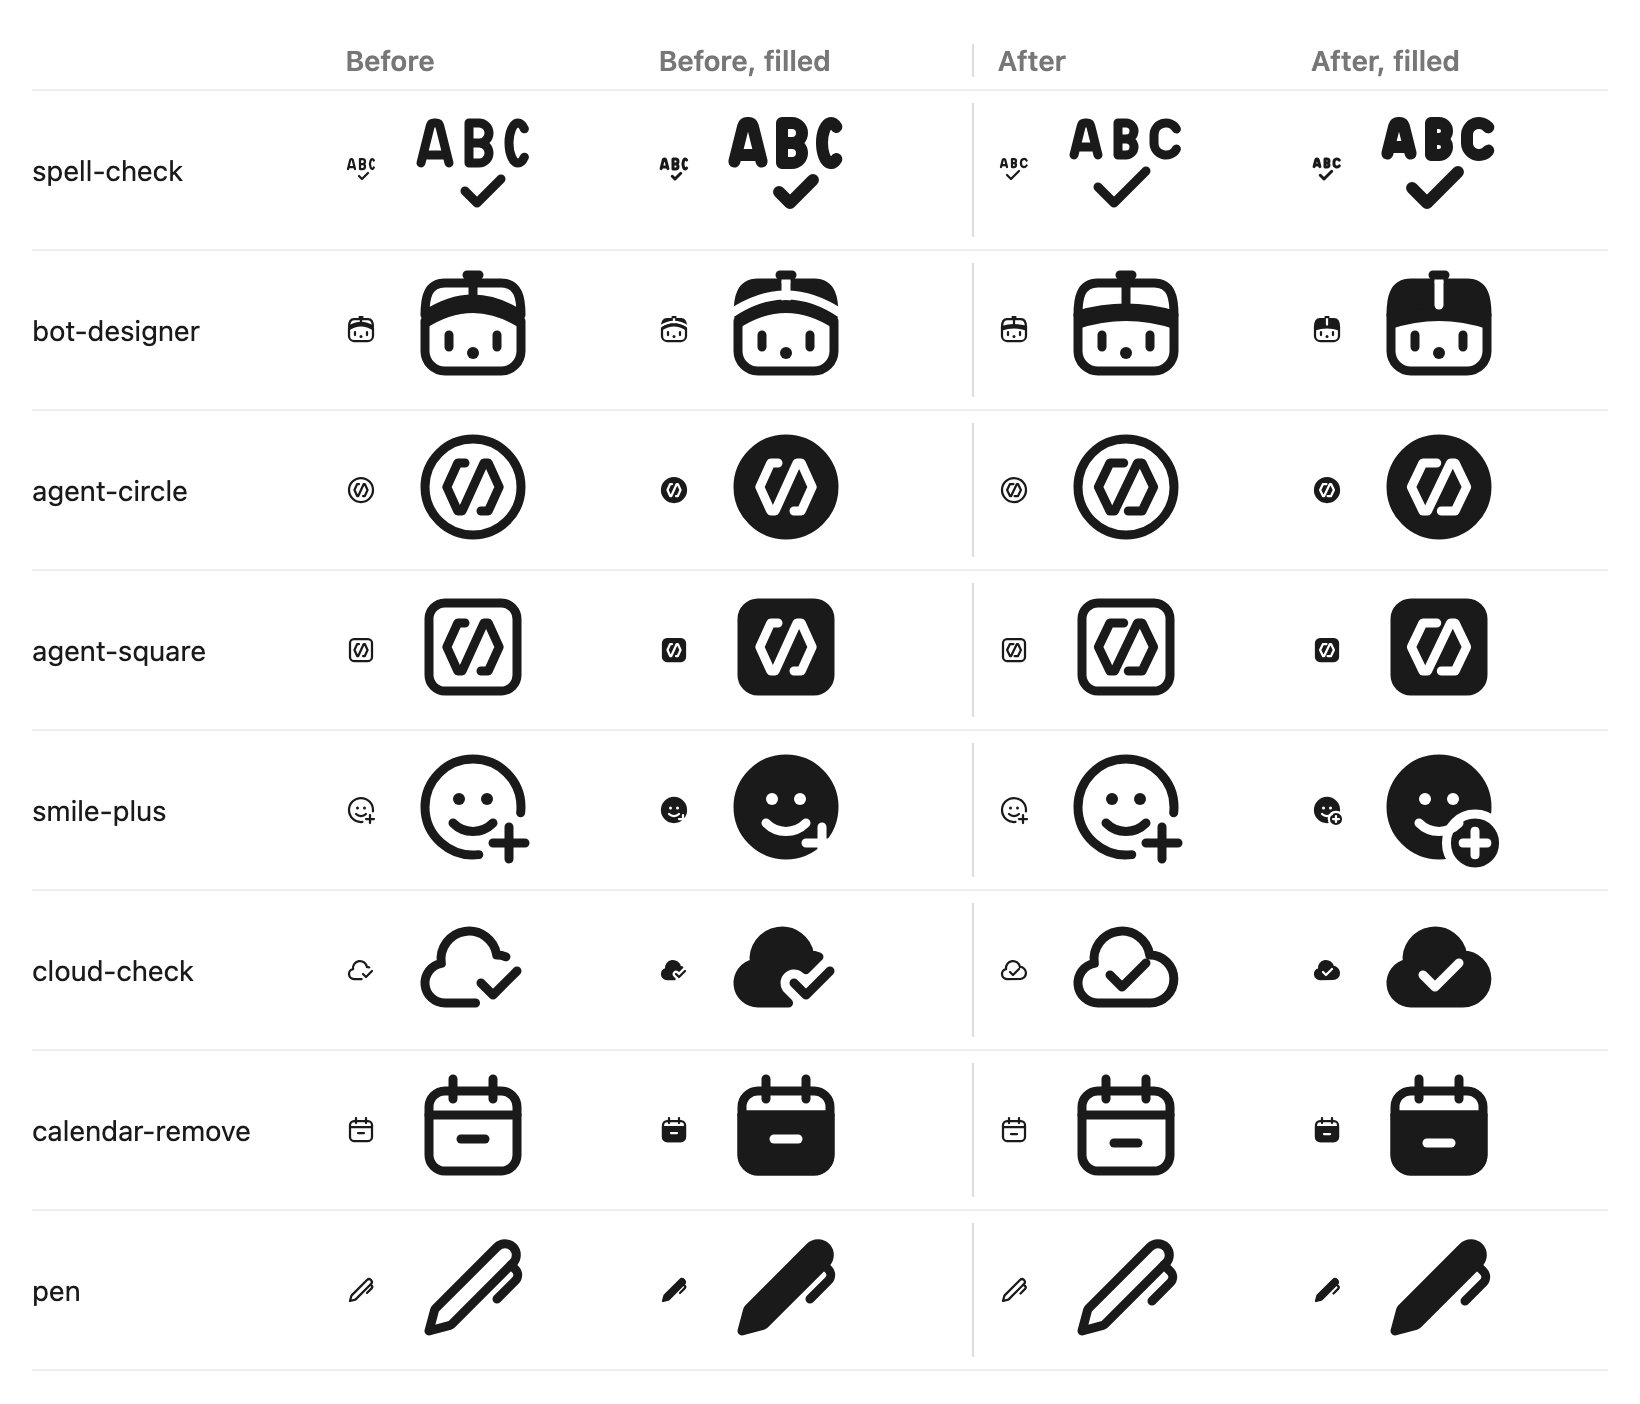 Before Before, filled After After, filled
spell-check ABC ABC ABC ABC ABC ABC ABC ABC
bot-designer
agent-circle
agent-square
smile-plus
cloud-check
calendar-remove
pen